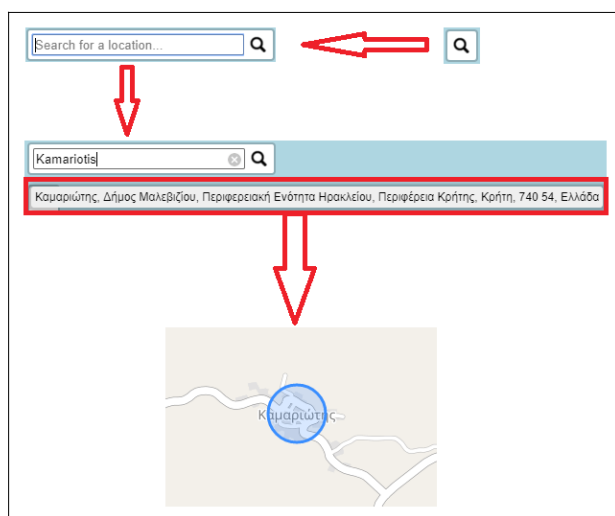 Search for a location...
Kamariotis
Καμαριώτης, Δήμος Μαλεβιζίου, Περιφερειακή Ενότητα Ηρακλείου, Περιφέρεια Κρήτης, Κρήτη, 740 54, Ελλάδα
Καμαριώτης